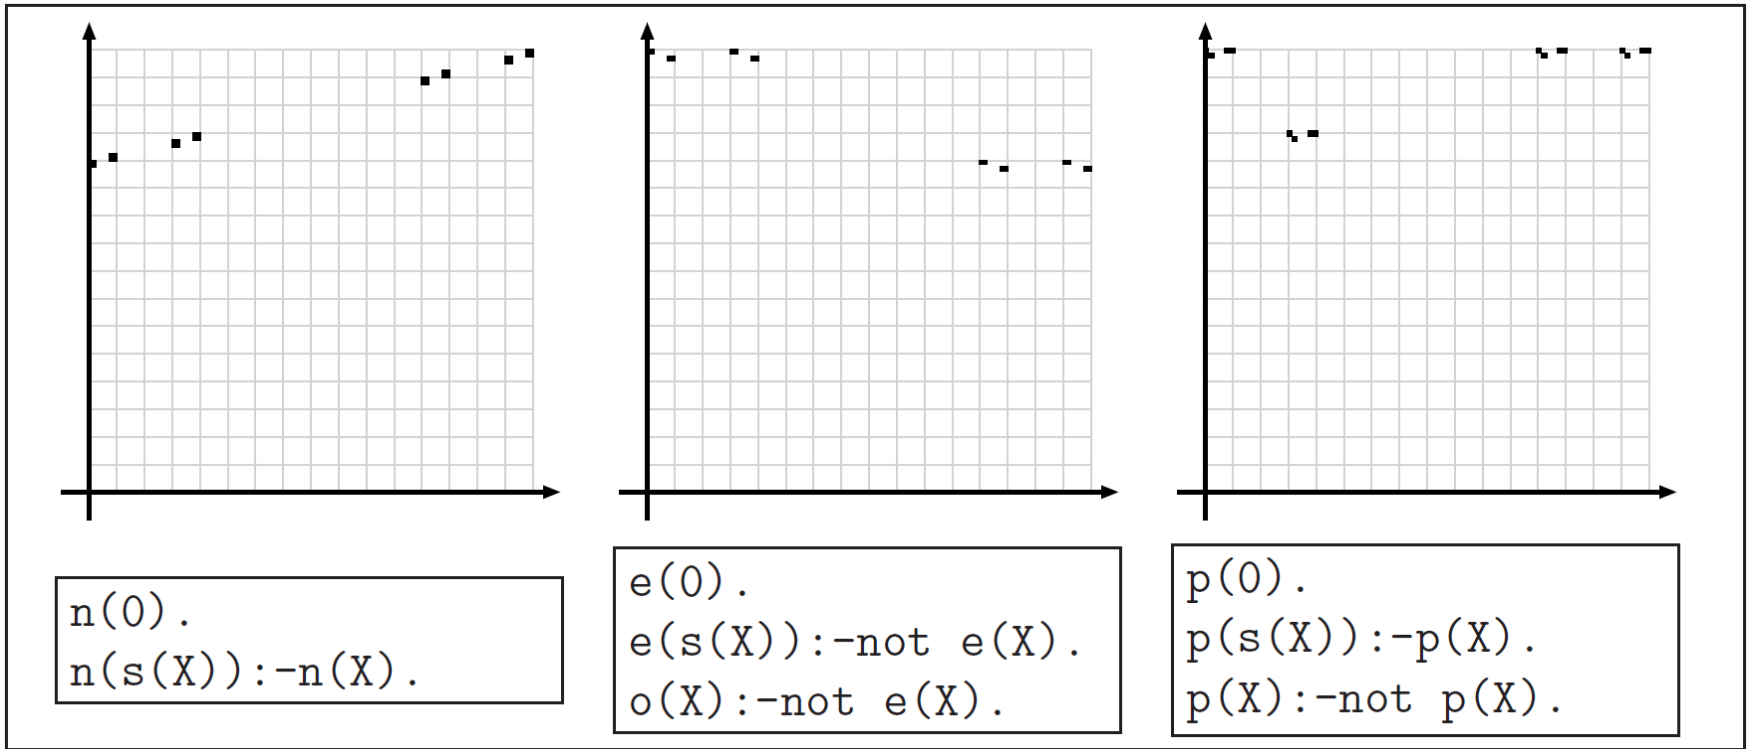 n(0).
n(s(X)):-n(X).
e(0).
e(s(X)):-not e(X).
o(X):-not e(X).
p(0).
p(s(X)):-p(X).
p(X):-not p(X).